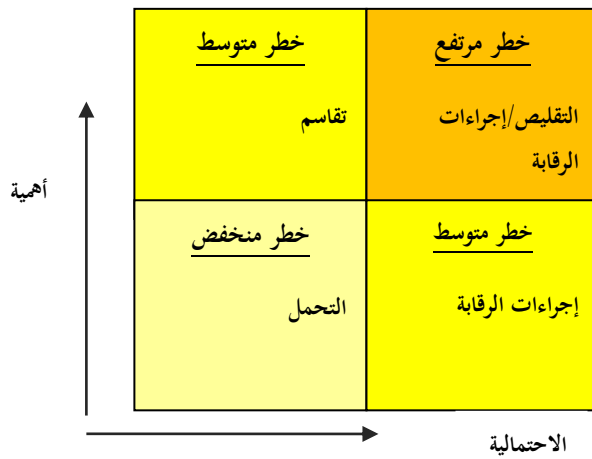 خطر مرتفع
التقليص/إجراءات
الرقابة
خطر متوسط
تقاسم
أهمية
خطر متوسط
إجراءات الرقابة
خطر منخفض
التحمل
الاحتمالية